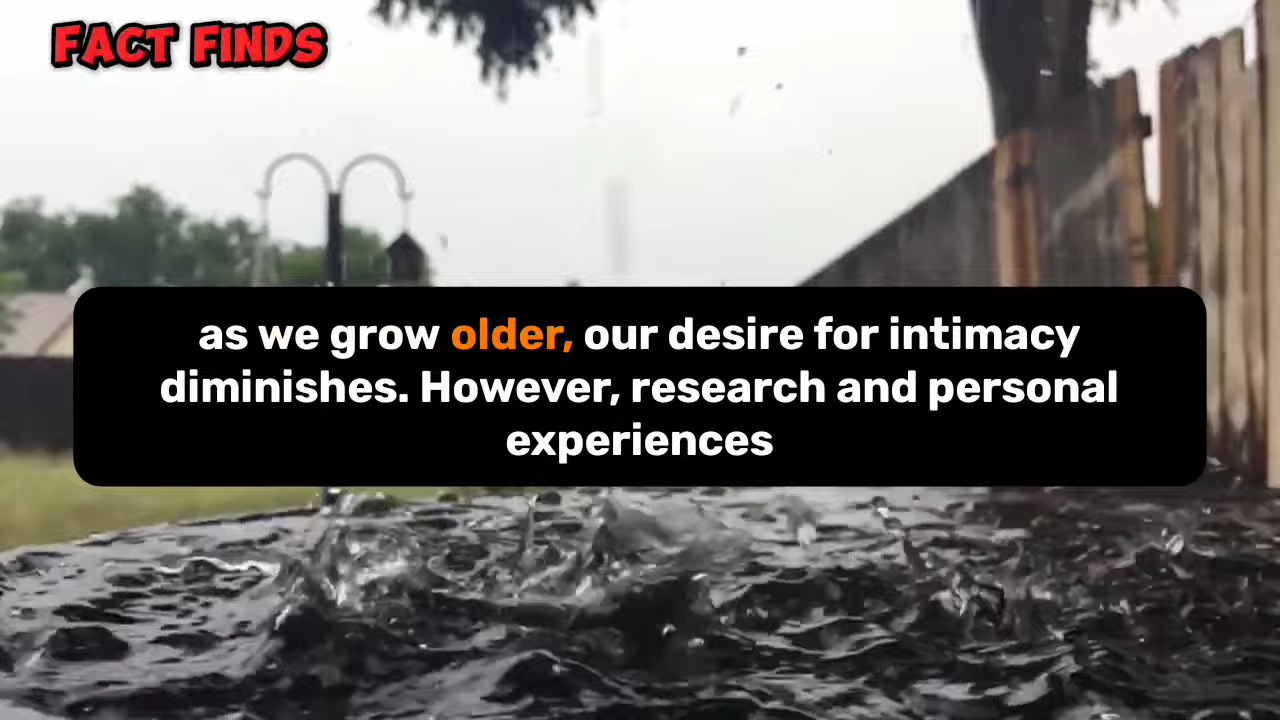 FACT FINDS
as we grow older, our desire for intimacy
diminishes. However, research and personal
experiences